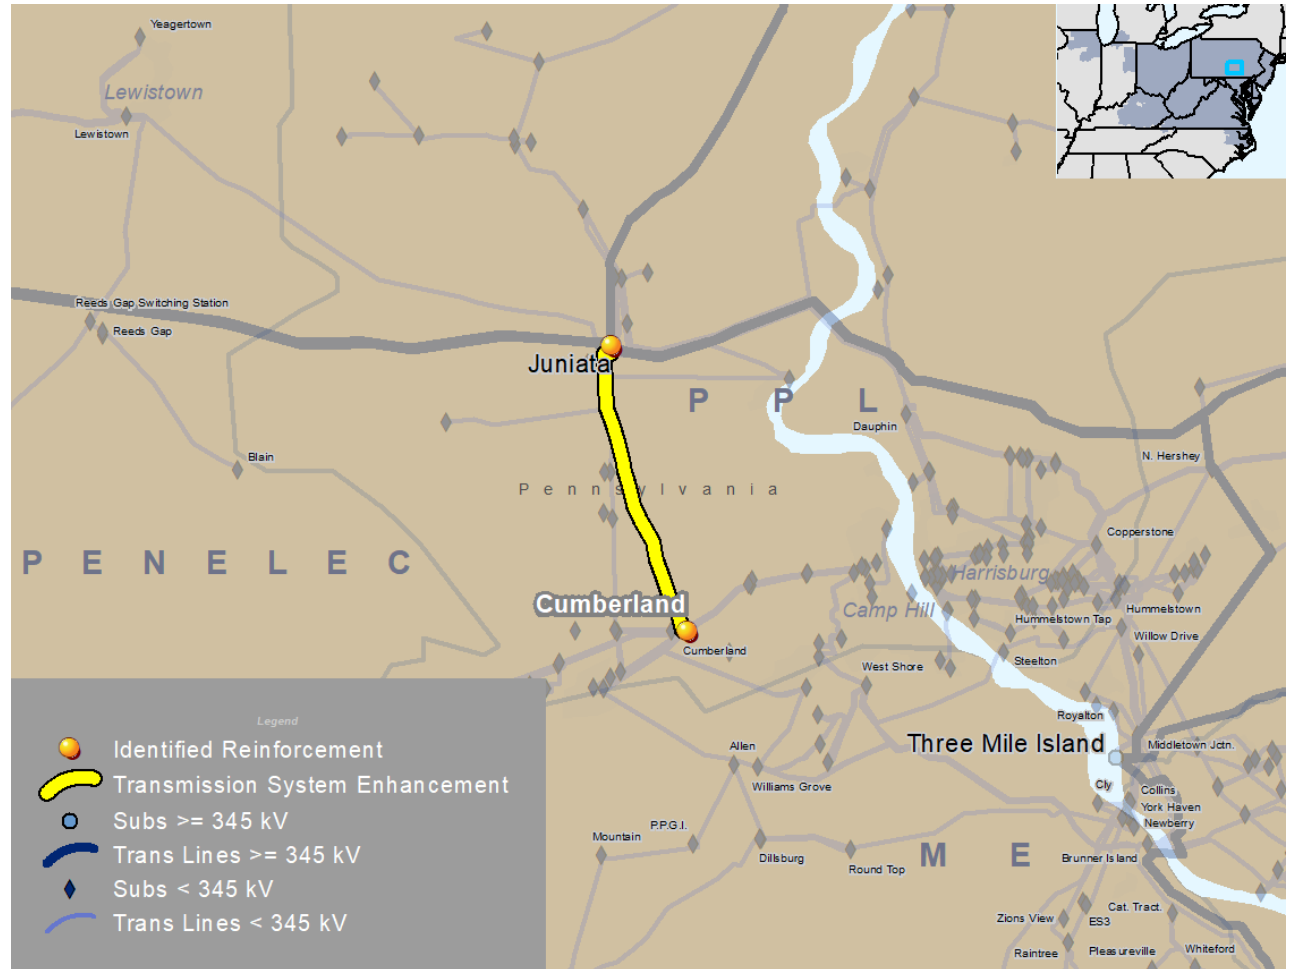 Yeagertown
Lewistown
Lewistown
Reeds Gap Switching Station
Reeds Gap
Juniata
P P L
Dauphin
Blain
N. Hershey
Pennsylvania
Copperstone
PENELEC
Harrisburg
Cumberland
Camp Hill
Hummelstown
Hummelstown Tap
Willow Drive
Cumberland
Steelton
West Shore
Royalton
Three Mile Island
Middletown Jctn.
Allen
Williams Grove
Cly
Collins
York Haven
Newberry
P.P.G.I.
Mountain
Dillsburg
Round Top
M E
Brunner Island
Cat. Tract.
Zions View
ES3
Raintree
Pleasureville
Whiteford
Legend
Identified Reinforcement
Transmission System Enhancement
Subs >= 345 kV
Trans Lines >= 345 kV
Subs < 345 kV
Trans Lines < 345 kV